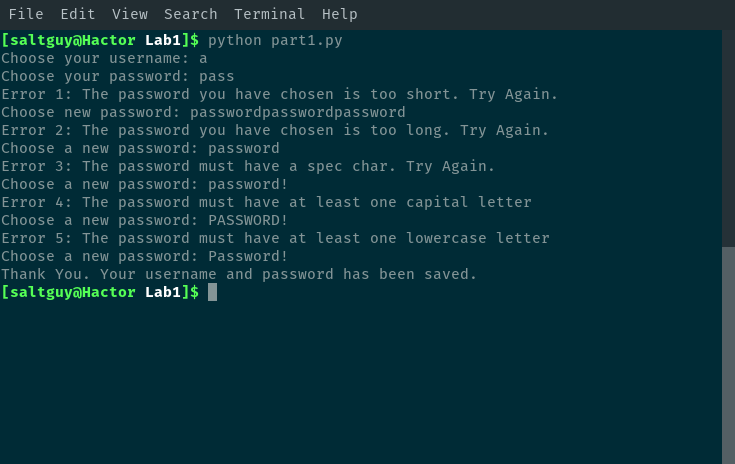 File Edit View Search Terminal Help
[saltguy@Hactor Lab1]$ python part1.py
Choose your username: a
Choose your password: pass
Error 1: The password you have chosen is too short. Try Again.
Choose new password: passwordpasswordpassword
Error 2: The password you have chosen is too long. Try Again.
Choose a new password: password
Error 3: The password must have a spec char. Try Again.
Choose a new password: password!
Error 4: The password must have at least one capital letter
Choose a new password: PASSWORD!
Error 5: The password must have at least one lowercase letter
Choose a new password: Password!
Thank You. Your username and password has been saved.
[saltguy@Hactor Lab1]$